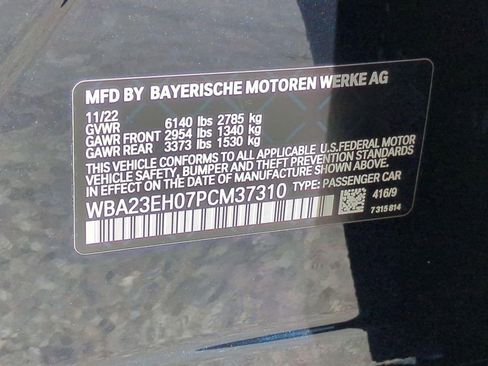 MFD BY BAYERISCHE MOTOREN WERKE AG
11/22
GVWR 6140 lbs 2785 kg
GAWR FRONT 2954 lbs 1340 kg
GAWR REAR 3373 lbs 1530 kg
THIS VEHICLE CONFORMS TO ALL APPLICABLE U.S.FEDERAL MOTOR
VEHICLE SAFETY, BUMPER AND THEFT PREVENTION STANDARDS
IN EFFECT ON THE DATE OF MANUFACTURE SHOWN ABOVE.
WBA23EH07PCM37310 TYPE: PASSENGER CAR
416/9
7 315 814